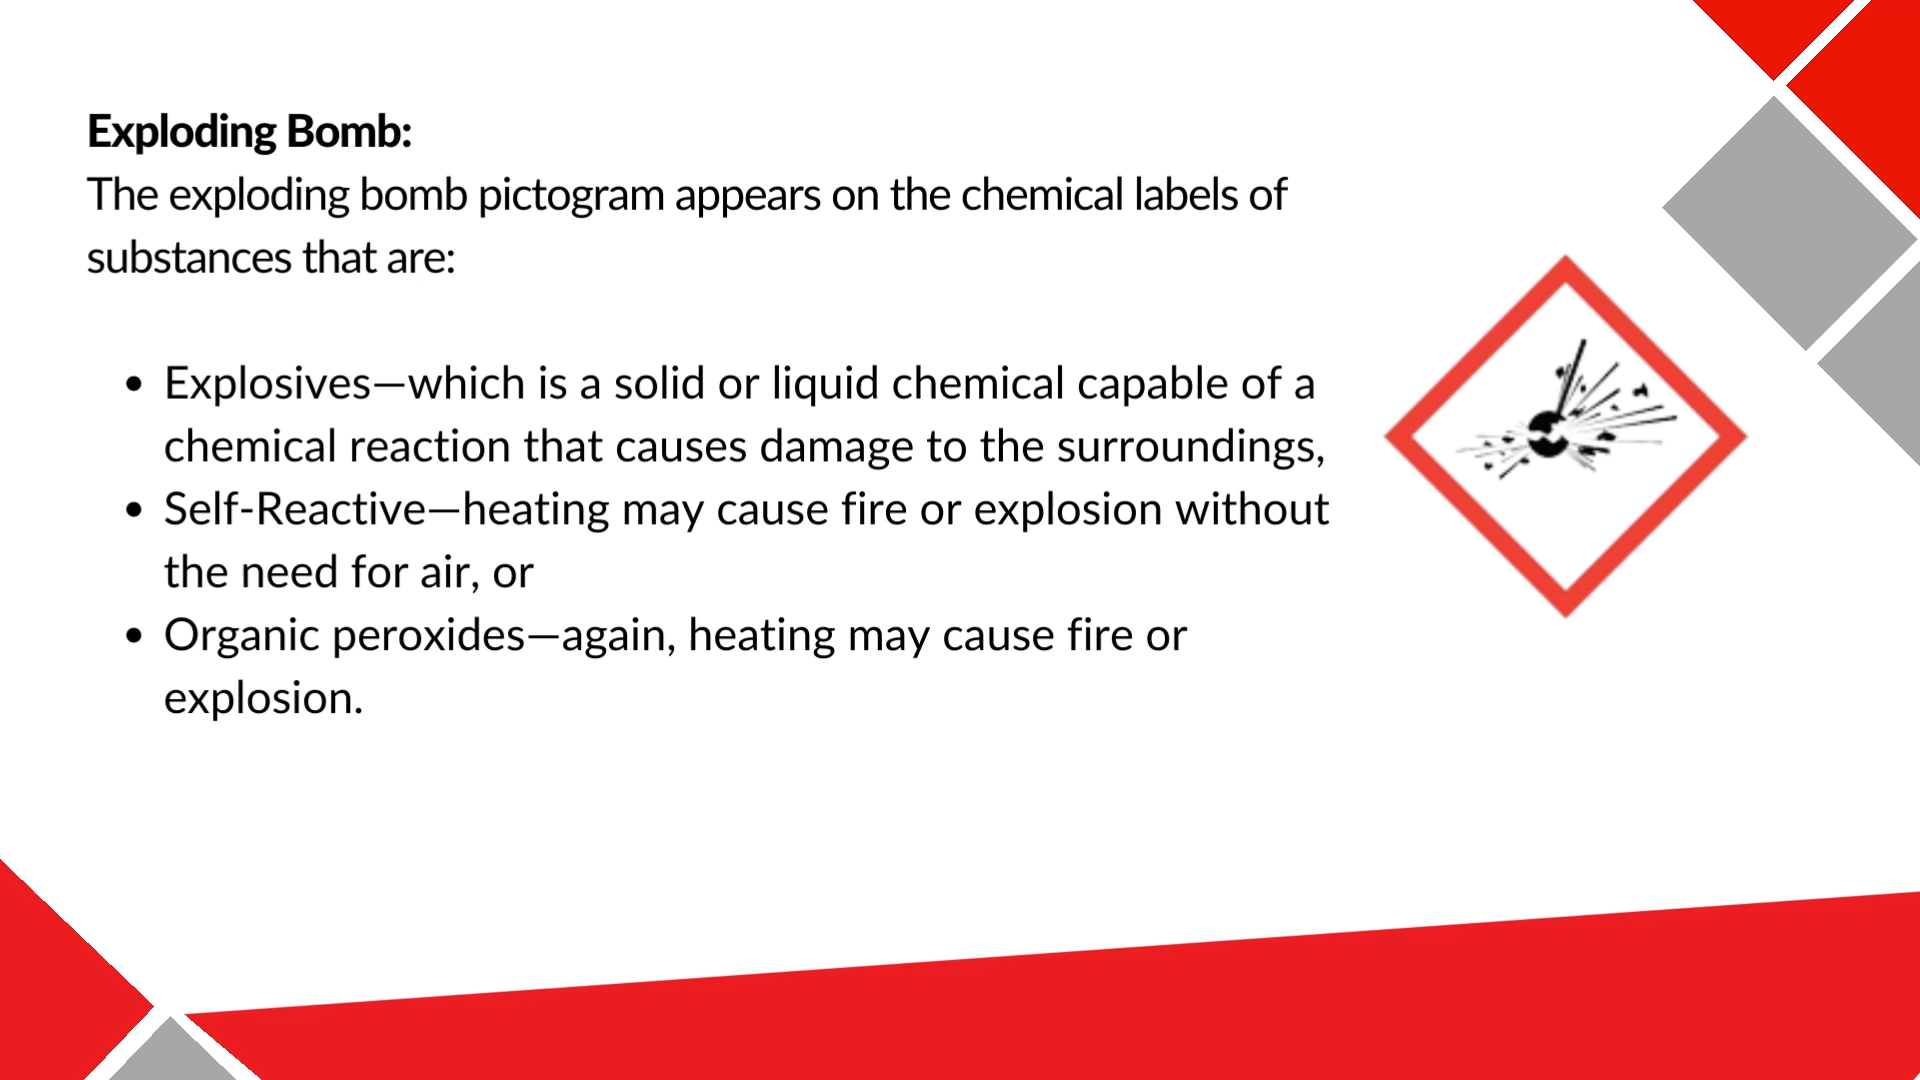 Exploding Bomb:
The exploding bomb pictogram appears on the chemical labels of
substances that are:
• Explosives—which is a solid or liquid chemical capable of a
chemical reaction that causes damage to the surroundings,
• Self-Reactive—heating may cause fire or explosion without
the need for air, or
• Organic peroxides—again, heating may cause fire or
explosion.